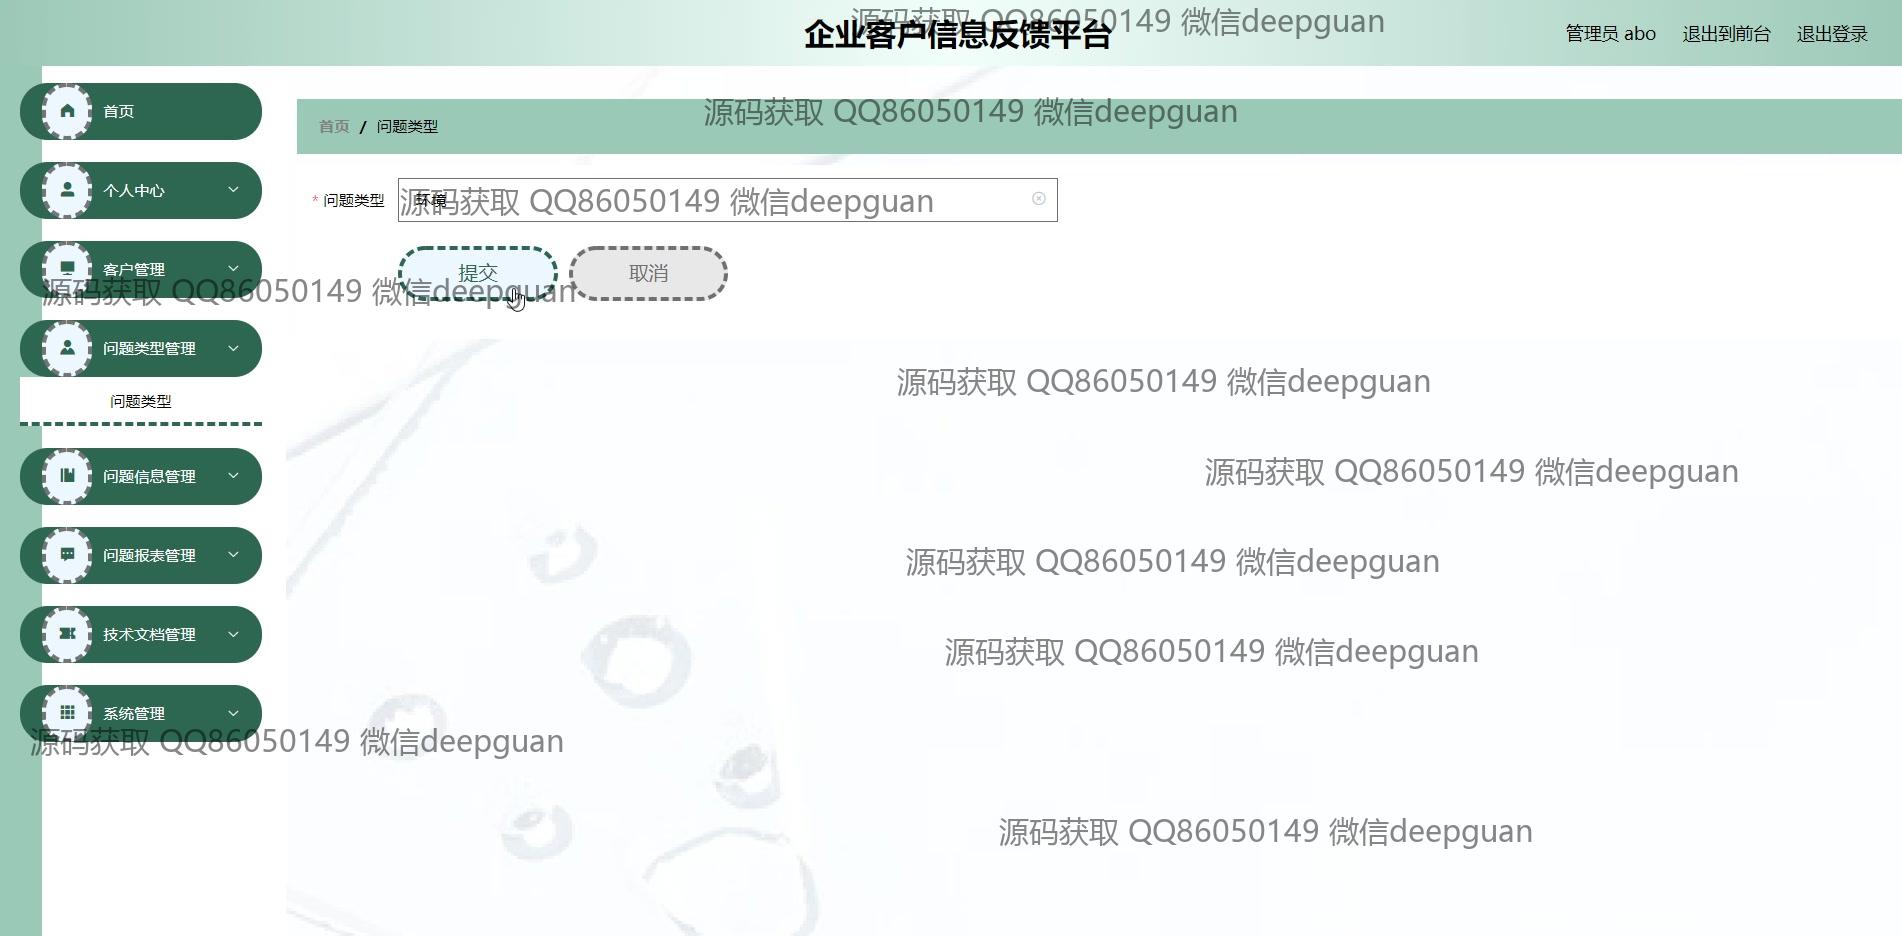 源码获取 QQ86050149 微信deepguan
企业客户信息反馈平台
管理员 abo 退出到前台 退出登录
首页
源码获取 QQ86050149 微信deepguan
首页 / 问题类型
个人中心
* 问题类型 环境
源码获取 QQ86050149 微信deepguan
客户管理
提交 取消
源码获取 QQ86050149 微信deepguan
问题类型管理
源码获取 QQ86050149 微信deepguan
问题类型
问题信息管理
源码获取 QQ86050149 微信deepguan
问题报表管理
源码获取 QQ86050149 微信deepguan
技术文档管理
源码获取 QQ86050149 微信deepguan
系统管理
源码获取 QQ86050149 微信deepguan
源码获取 QQ86050149 微信deepguan